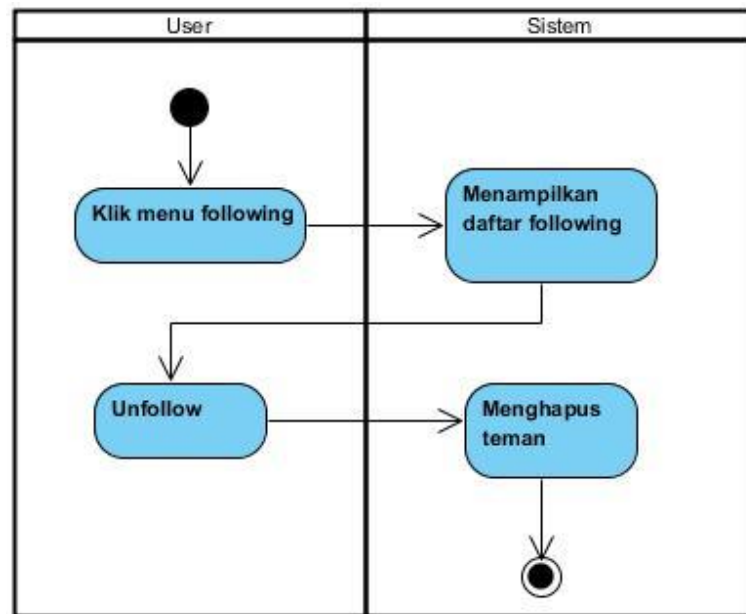 User
Sistem
Klik menu following
Menampilkan
daftar following
Unfollow
Menghapus
teman